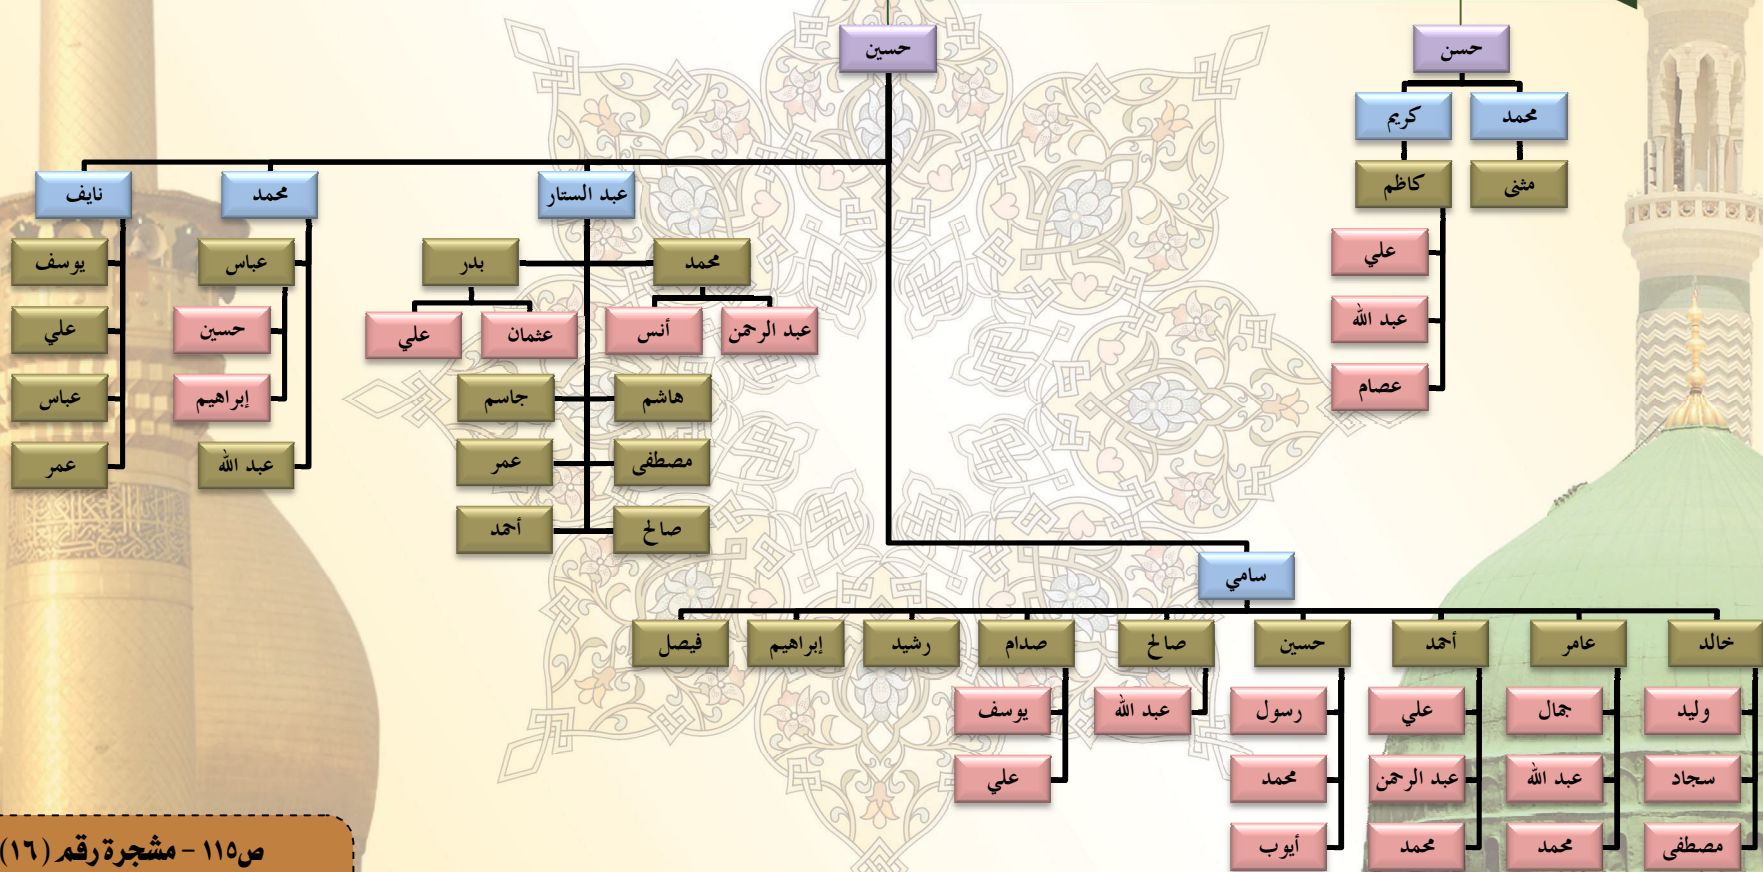 حسن
حسين
محمد
كريم
مثنى
كاظم
علي
عبد الله
عصام
عبد الستار
محمد
نايف
محمد
بدر
عبد الرحمن
أنس
عثمان
علي
هاشم
جاسم
مصطفى
عمر
صالح
أحمد
عباس
حسين
إبراهيم
عبد الله
يوسف
علي
عباس
عمر
سامي
خالد
عامر
أحمد
حسين
صالح
صدام
رشيد
إبراهيم
فيصل
وليد
سجاد
مصطفى
جمال
عبد الله
محمد
علي
عبد الرحمن
محمد
رسول
محمد
أيوب
عبد الله
يوسف
علي
ص١١٥ - مشجرة رقم (١٦)